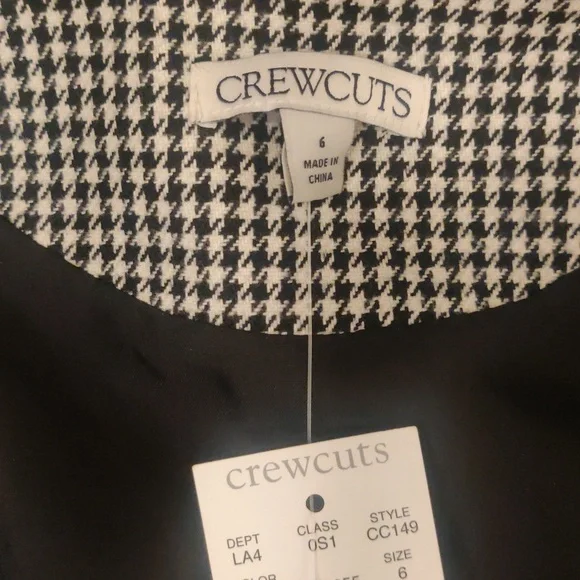 CREWCUTS
6
MADE IN
CHINA
crewcuts
DEPT CLASS STYLE
LA4 0S1 CC149
SIZE
6